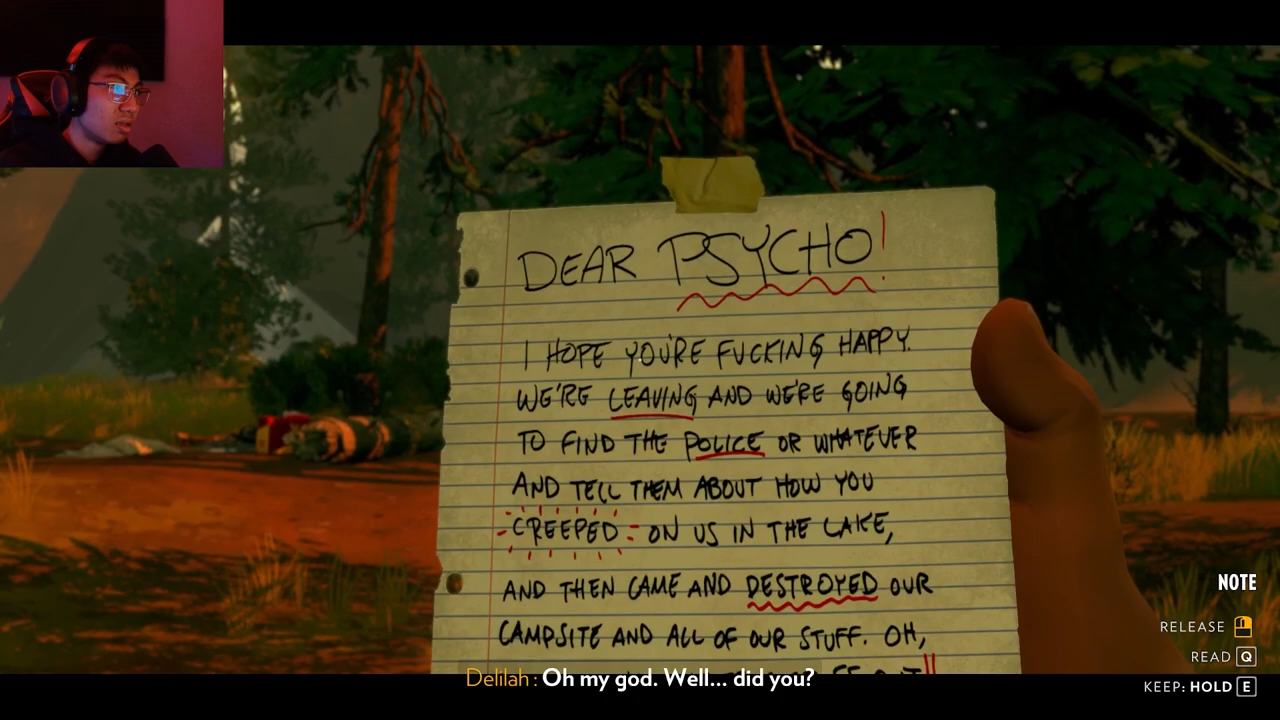 DEAR PSYCHO!
I HOPE YOU'RE FUCKING HAPPY.
WE'RE LEAVING AND WE'RE GOING
TO FIND THE POLICE OR WHATEVER
AND TELL THEM ABOUT HOW YOU
CREEPED ON US IN THE LAKE,
AND THEN CAME AND DESTROYED OUR
CAMPSITE AND ALL OF OUR STUFF. OH,
Delilah: Oh my god. Well... did you?
NOTE
RELEASE
READ Q
KEEP: HOLD E